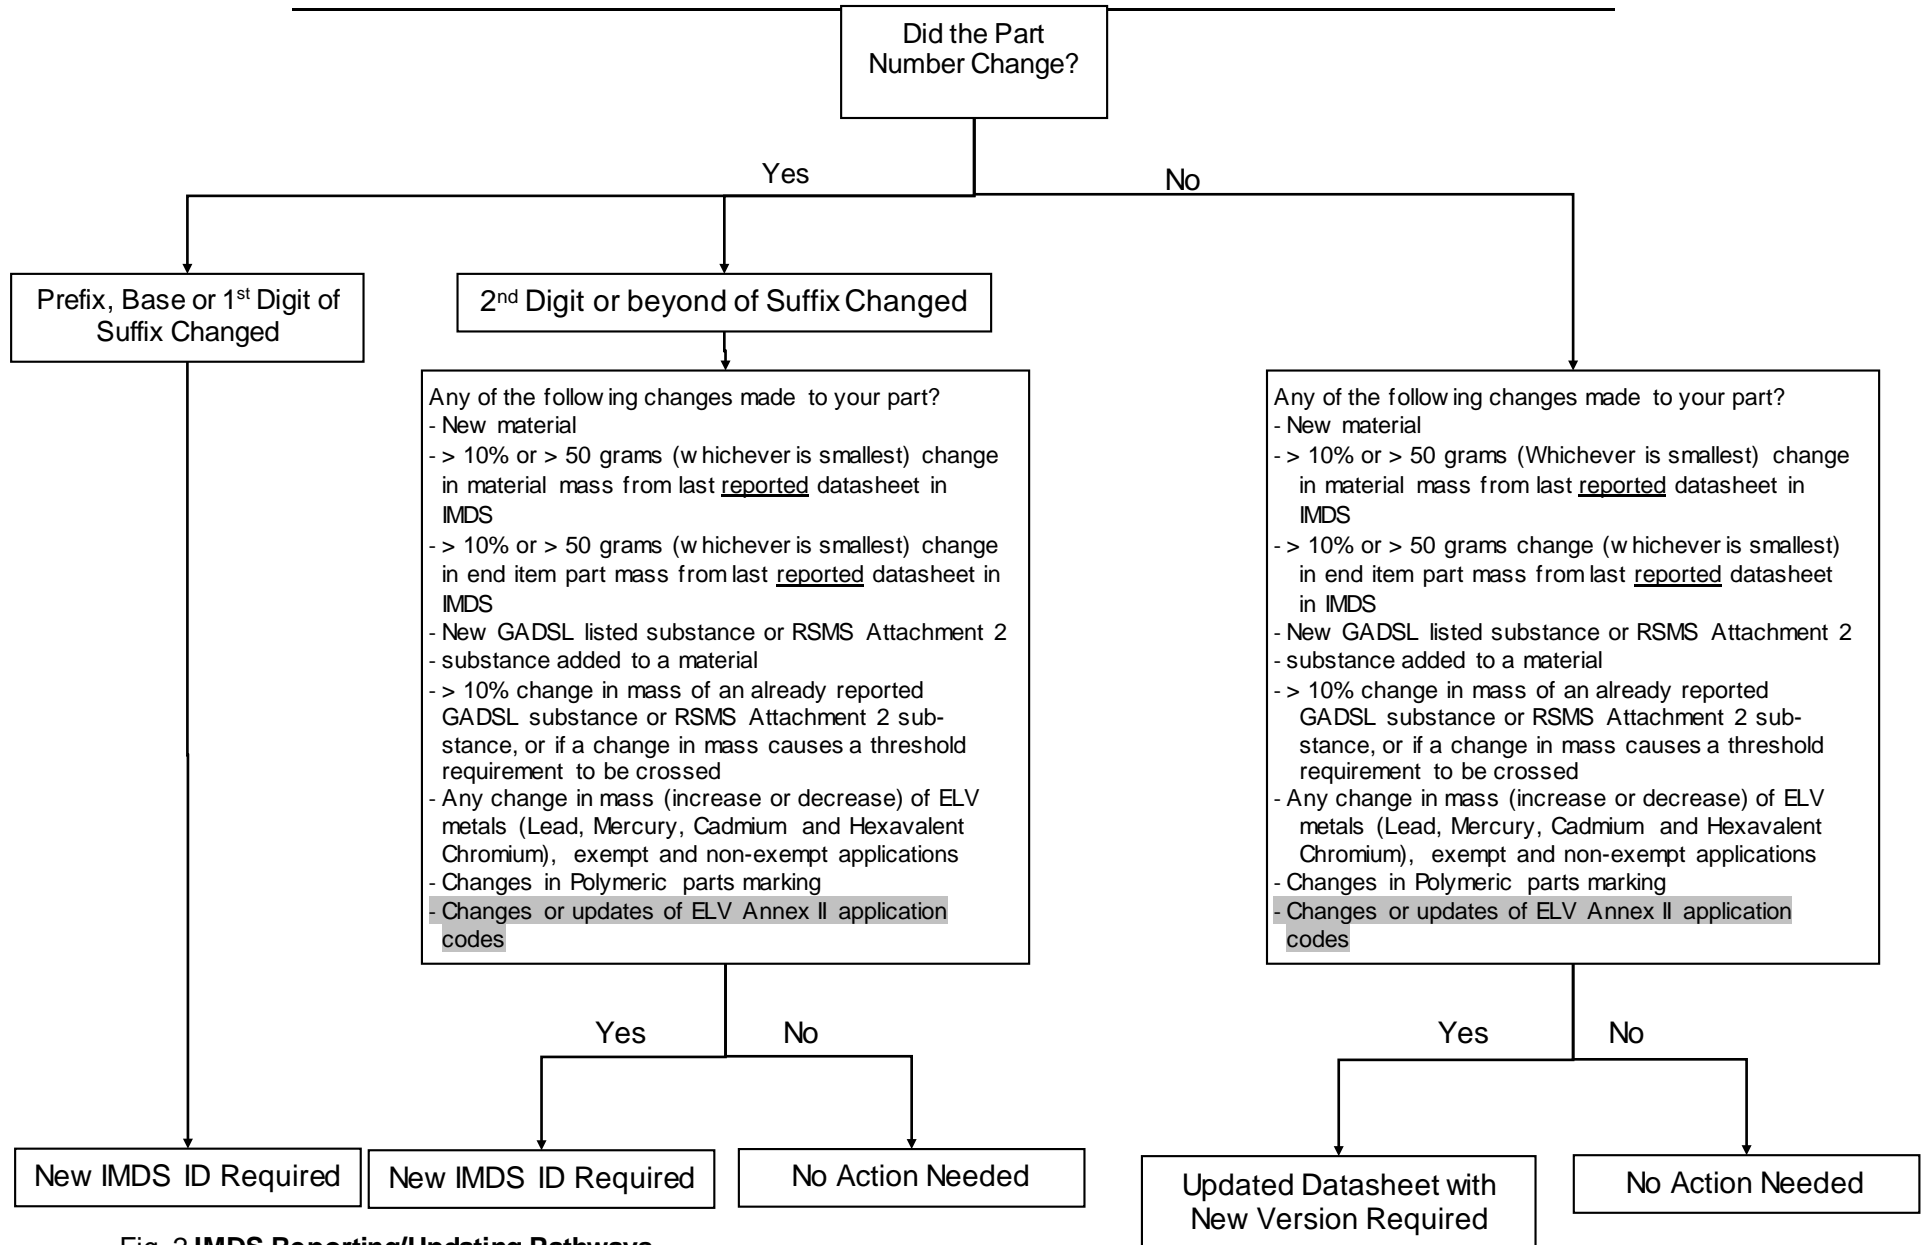 Did the Part
Number Change?
Yes
No
Prefix, Base or 1st Digit of
Suffix Changed
2nd Digit or beyond of Suffix Changed
Any of the following changes made to your part?
- New material
- > 10% or > 50 grams (whichever is smallest) change
in material mass from last reported datasheet in
IMDS
- > 10% or > 50 grams (whichever is smallest) change
in end item part mass from last reported datasheet in
IMDS
- New GADSL listed substance or RSMS Attachment 2
- substance added to a material
- > 10% change in mass of an already reported
GADSL substance or RSMS Attachment 2 sub-
stance, or if a change in mass causes a threshold
requirement to be crossed
- Any change in mass (increase or decrease) of ELV
metals (Lead, Mercury, Cadmium and Hexavalent
Chromium), exempt and non-exempt applications
- Changes in Polymeric parts marking
- Changes or updates of ELV Annex II application
codes
Any of the following changes made to your part?
- New material
- > 10% or > 50 grams (Whichever is smallest) change
in material mass from last reported datasheet in
IMDS
- > 10% or > 50 grams change (whichever is smallest)
in end item part mass from last reported datasheet
in IMDS
- New GADSL listed substance or RSMS Attachment 2
- substance added to a material
- > 10% change in mass of an already reported
GADSL substance or RSMS Attachment 2 sub-
stance, or if a change in mass causes a threshold
requirement to be crossed
- Any change in mass (increase or decrease) of ELV
metals (Lead, Mercury, Cadmium and Hexavalent
Chromium), exempt and non-exempt applications
- Changes in Polymeric parts marking
- Changes or updates of ELV Annex II application
codes
Yes
No
Yes
No
New IMDS ID Required
New IMDS ID Required
No Action Needed
Updated Datasheet with
New Version Required
No Action Needed
IMDS Reporting/Updating Pathways